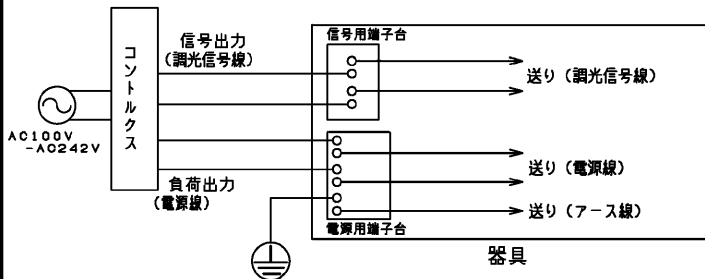 コントルクス
信号出力
(調光信号線)
信号用端子台
送り(調光信号線)
AC100V
-AC242V
送り(電源線)
負荷出力
(電源線)
送り(アース線)
電源用端子台
器具